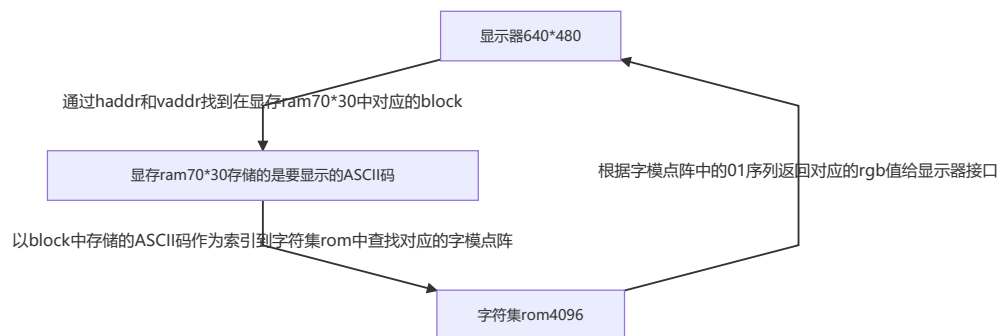 显示器640*480
通过haddr和vaddr找到在显存ram70*30中对应的block
显存ram70*30存储的是要显示的ASCII码
根据字模点阵中的01序列返回对应的rgb值给显示器接口
以block中存储的ASCII码作为索引到字符集rom中查找对应的字模点阵
字符集rom4096